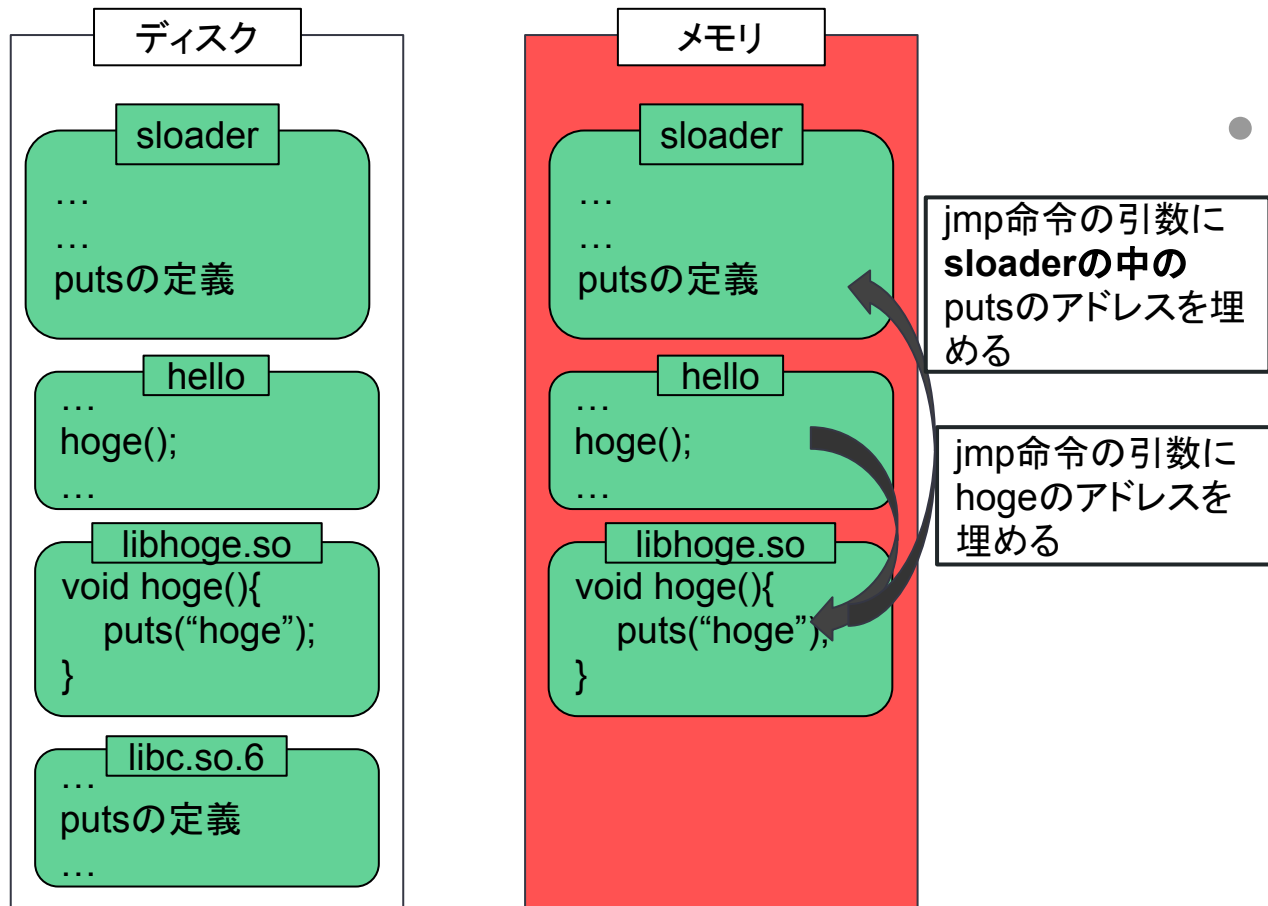 ディスク
sloader
…
…
putsの定義
hello
…
hoge();
…
libhoge.so
void hoge(){
puts(“hoge”);
}
libc.so.6
…
putsの定義
…
メモリ
sloader
…
…
putsの定義
hello
…
hoge();
…
libhoge.so
void hoge(){
puts(“hoge”);
}
jmp命令の引数に
sloaderの中の
putsのアドレスを埋
める
jmp命令の引数に
hogeのアドレスを
埋める